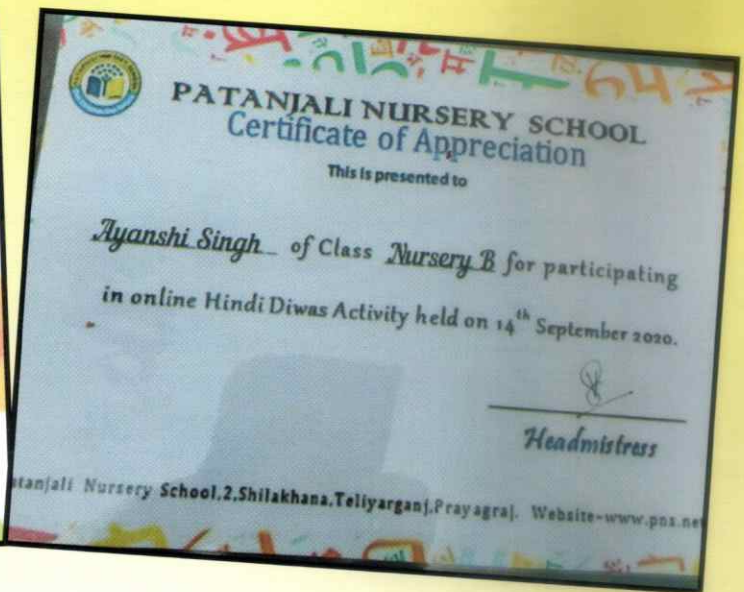 PATANJALI NURSERY SCHOOL
Certificate of Appreciation
This is presented to
Ayanshi Singh of Class Nursery B for participating
in online Hindi Diwas Activity held on 14th September 2020.
Headmistress
atanjali Nursery School,2,Shilakhana,Teliyarganj,Prayagraj. Website-www.pns.ne